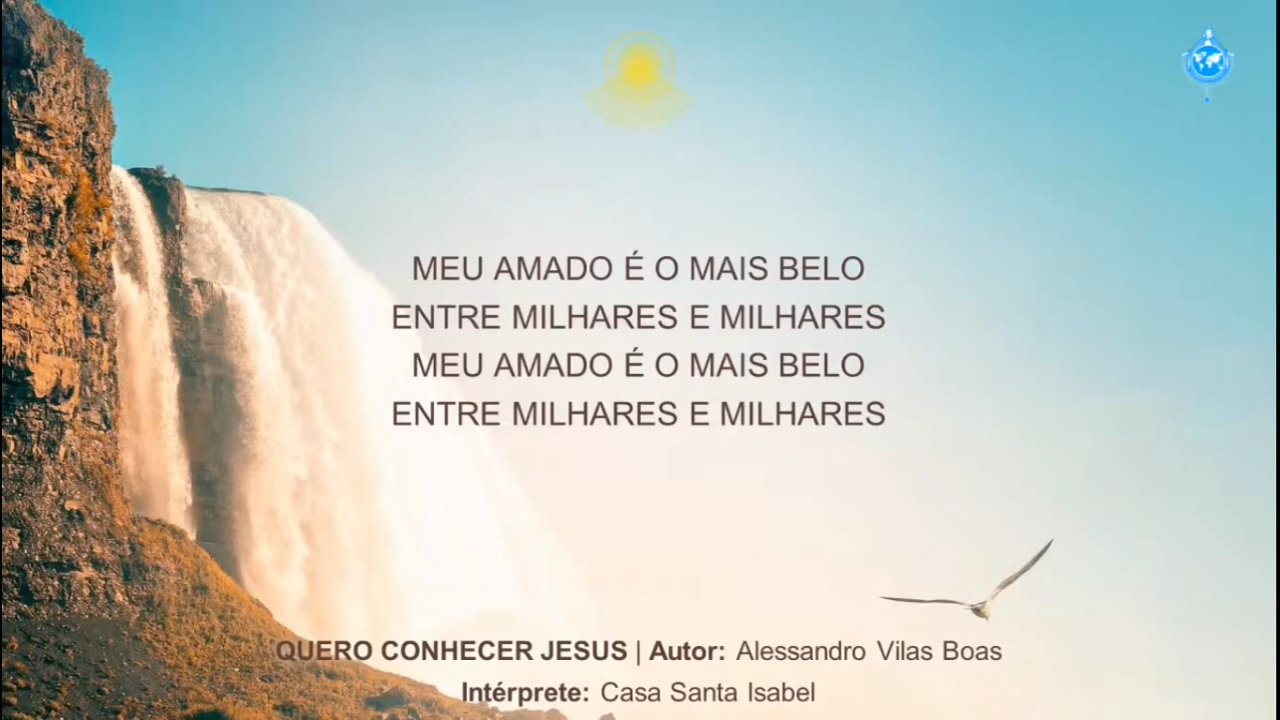 MEU AMADO É O MAIS BELO
ENTRE MILHARES E MILHARES
MEU AMADO É O MAIS BELO
ENTRE MILHARES E MILHARES
QUERO CONHECER JESUS | Autor: Alessandro Vilas Boas
Intérprete: Casa Santa Isabel